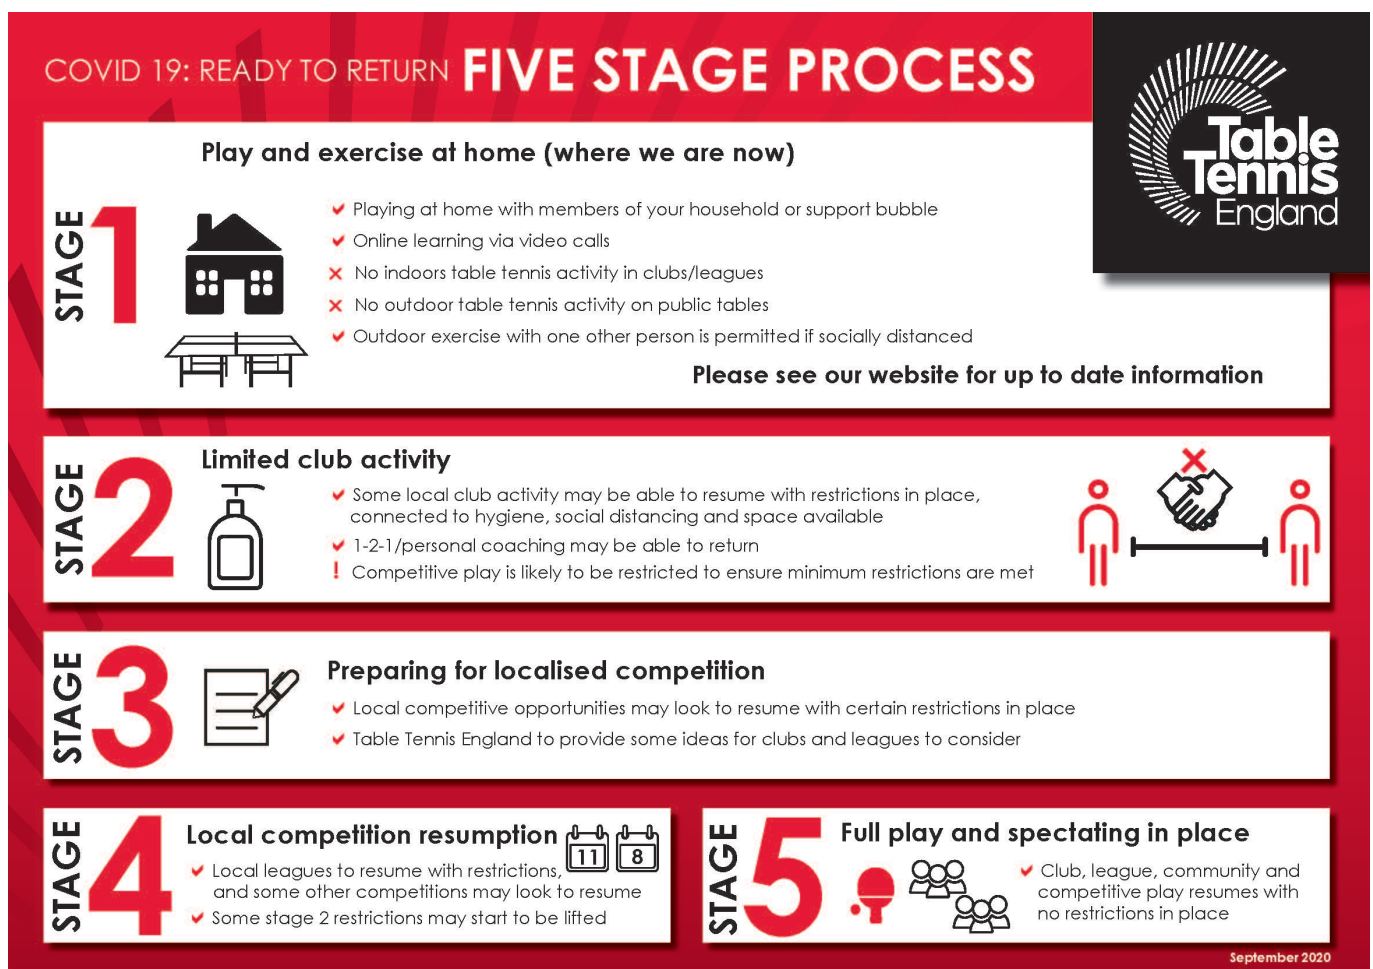 COVID 19: READY TO RETURN FIVE STAGE PROCESS
Table
Tennis
England
STAGE 1
Play and exercise at home (where we are now)
Playing at home with members of your household or support bubble
Online learning via video calls
No indoors table tennis activity in clubs/leagues
No outdoor table tennis activity on public tables
Outdoor exercise with one other person is permitted if socially distanced
Please see our website for up to date information
STAGE 2
Limited club activity
Some local club activity may be able to resume with restrictions in place,
connected to hygiene, social distancing and space available
1-2-1/personal coaching may be able to return
! Competitive play is likely to be restricted to ensure minimum restrictions are met
STAGE 3
Preparing for localised competition
Local competitive opportunities may look to resume with certain restrictions in place
Table Tennis England to provide some ideas for clubs and leagues to consider
STAGE 4
Local competition resumption
11 8
Local leagues to resume with restrictions,
and some other competitions may look to resume
Some stage 2 restrictions may start to be lifted
STAGE 5
Full play and spectating in place
Club, league, community and
competitive play resumes with
no restrictions in place
September 2020